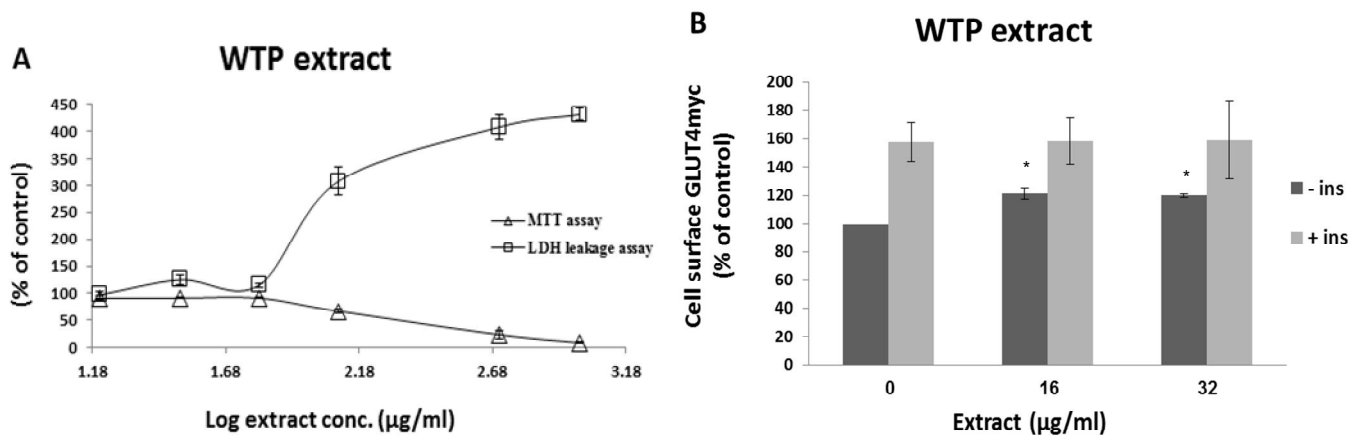 A
WTP extract
(% of control)
450
400
350
300
250
200
150
100
50
0
1.18
1.68
2.18
2.68
3.18
Log extract conc. (µg/ml)
MTT assay
LDH leakage assay
B
WTP extract
Cell surface GLUT4myc
(% of control)
200
180
160
140
120
100
80
60
40
20
0
*
*
0
16
32
Extract (µg/ml)
- ins
+ ins